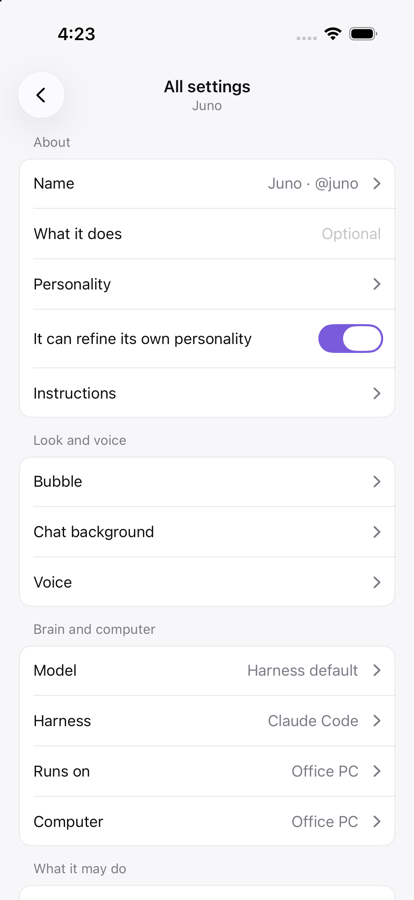 4:23
All settings
Juno
About
Name
Juno · @juno
What it does
Optional
Personality
It can refine its own personality
Instructions
Look and voice
Bubble
Chat background
Voice
Brain and computer
Model
Harness default
Harness
Claude Code
Runs on
Office PC
Computer
Office PC
What it may do